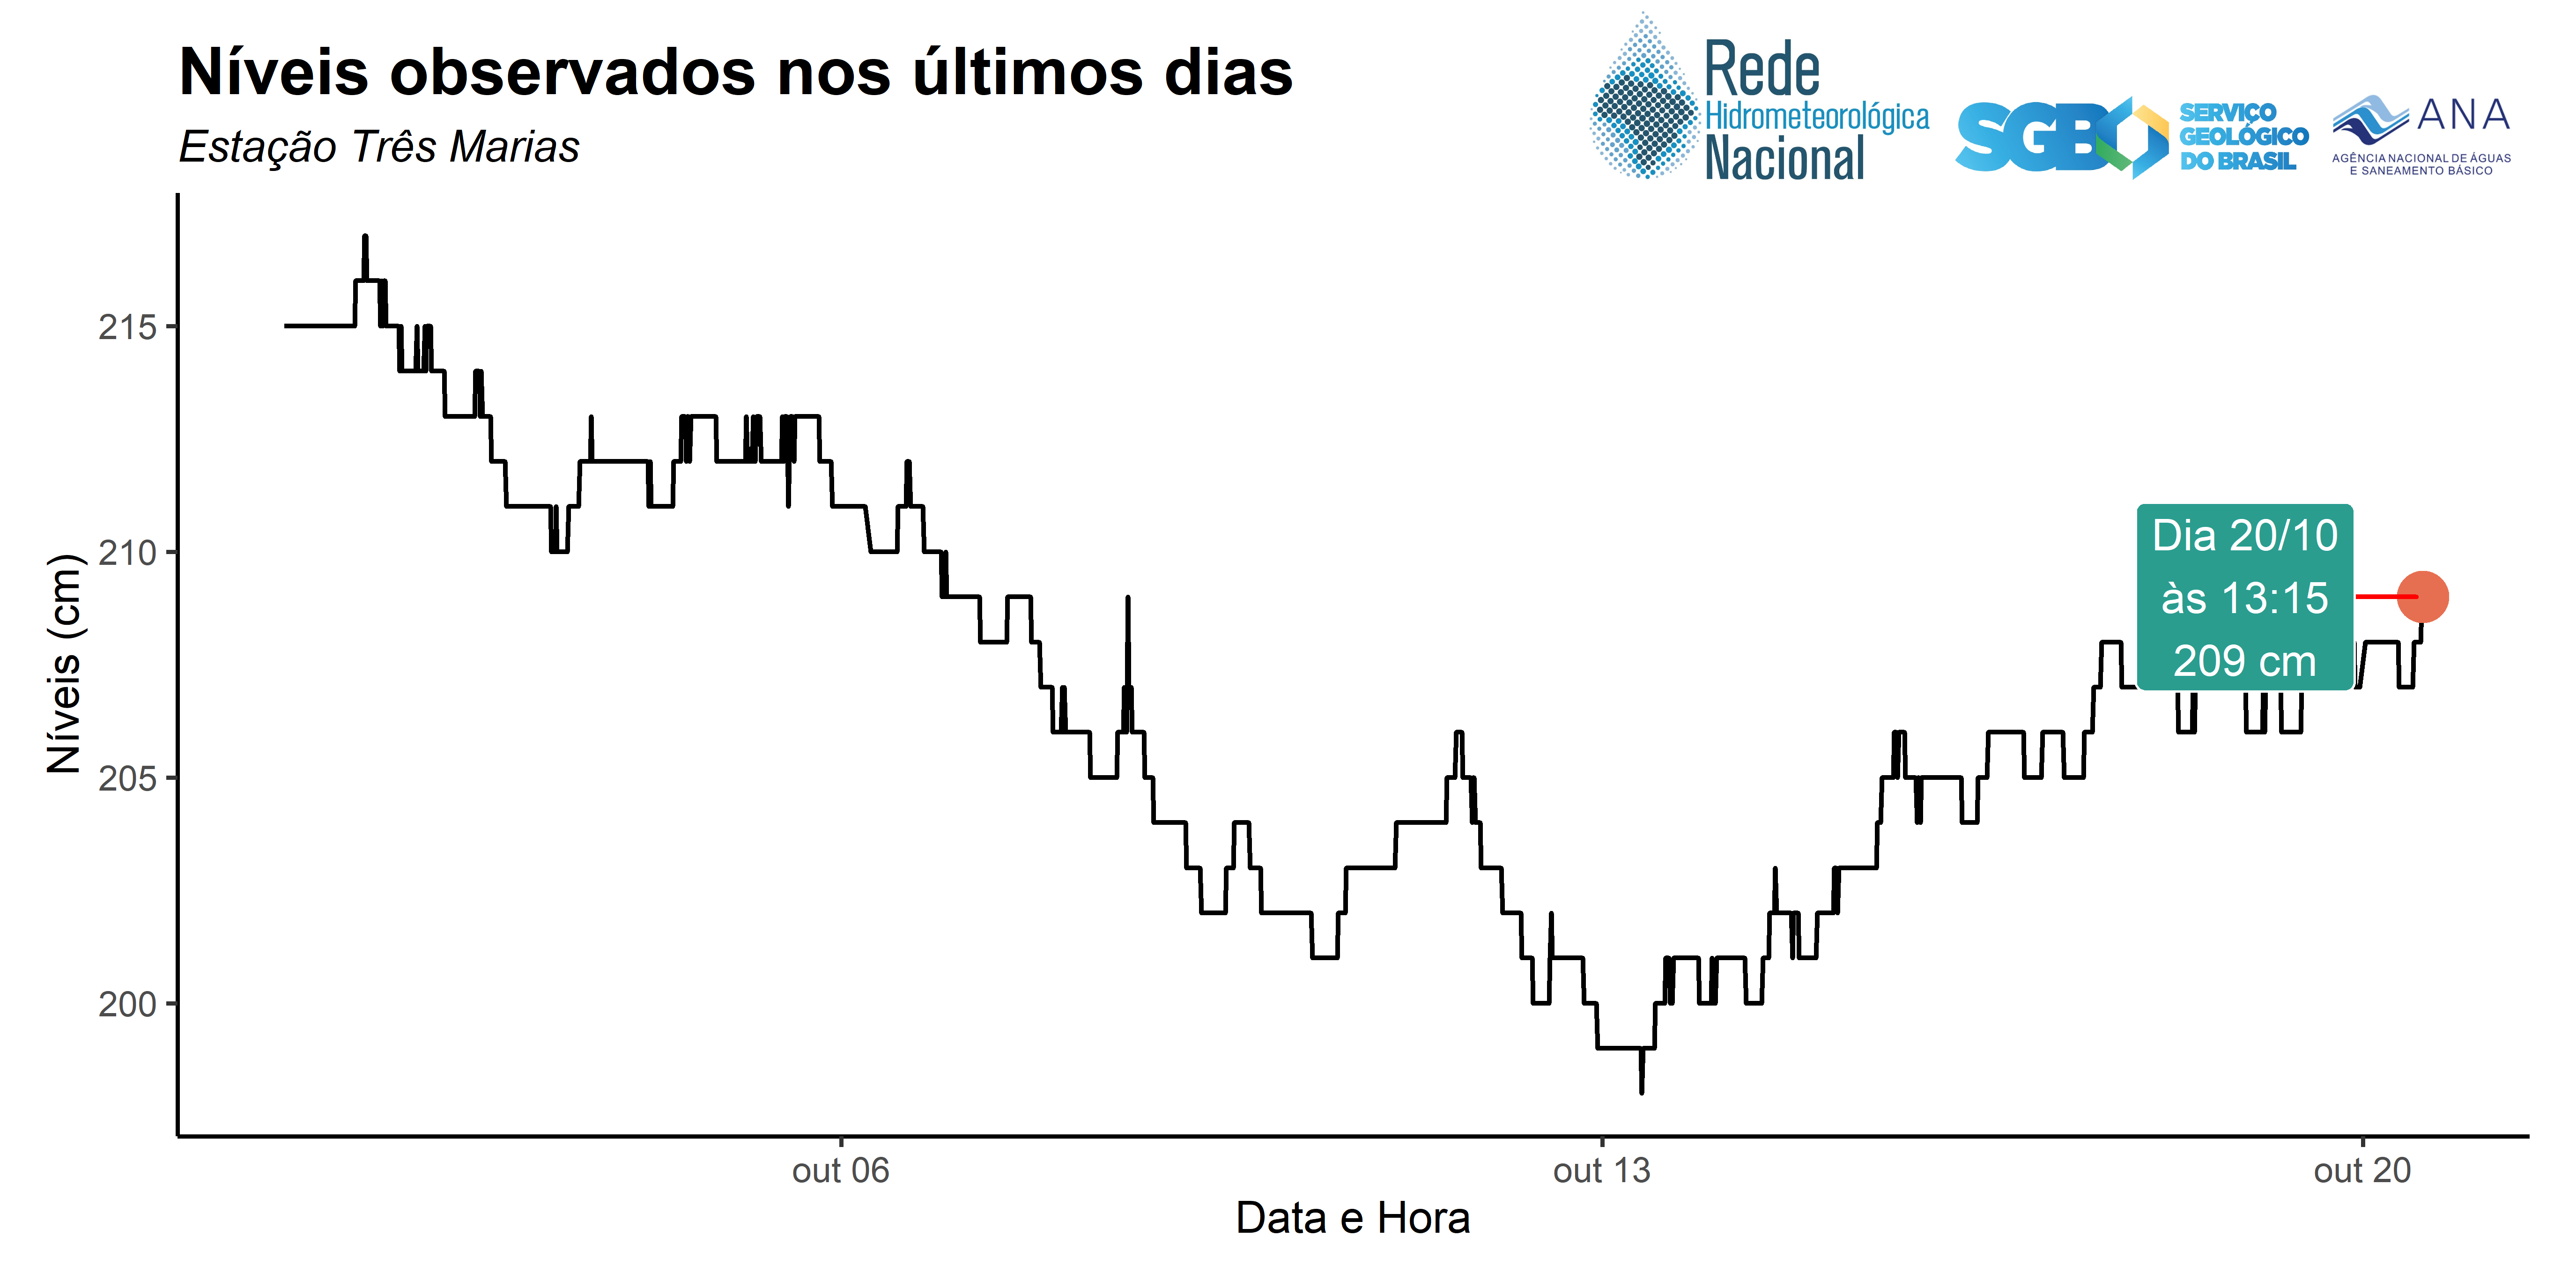 Níveis observados nos últimos dias
Estação Três Marias
Rede
Hidrometeorológica
Nacional
SGB
SERVIÇO
GEOLÓGICO
DO BRASIL
ANA
AGÊNCIA NACIONAL DE ÁGUAS
E SANEAMENTO BÁSICO
Níveis (cm)
215
210
205
200
Dia 20/10
às 13:15
209 cm
out 06
out 13
out 20
Data e Hora